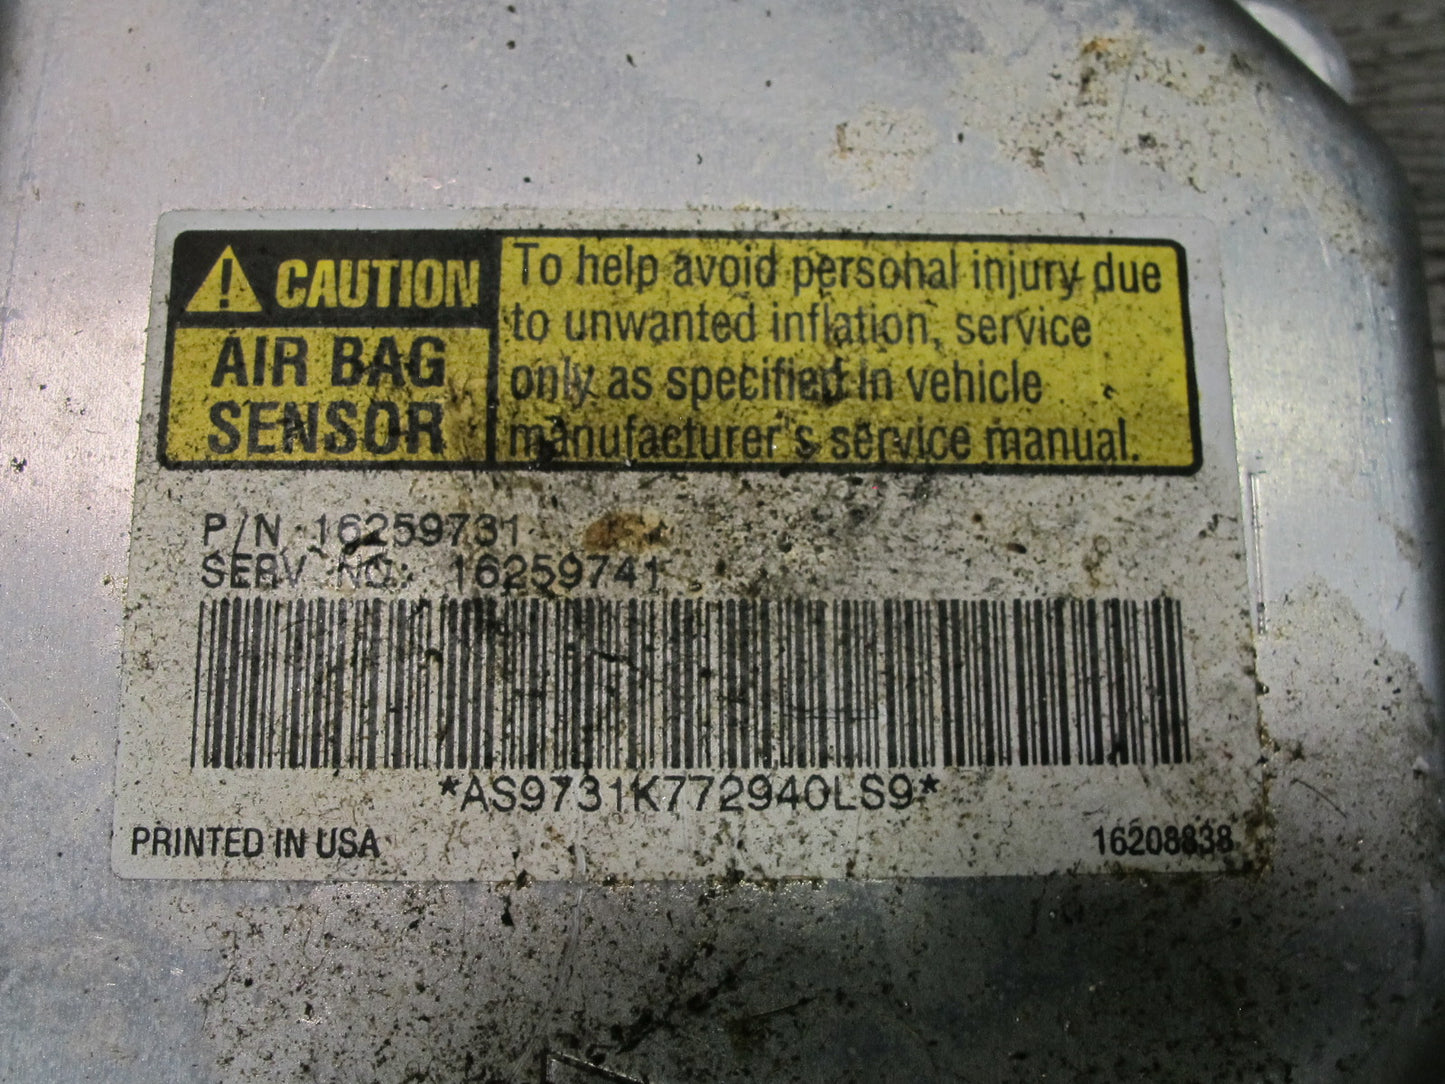 CAUTION
AIR BAG
SENSOR
To help avoid personal injury due
to unwanted inflation, service
only as specified in vehicle
manufacturer's service manual.
P/N 16259731
SERV NO: 16259741
*AS9731K772940LS9*
PRINTED IN USA
16208838